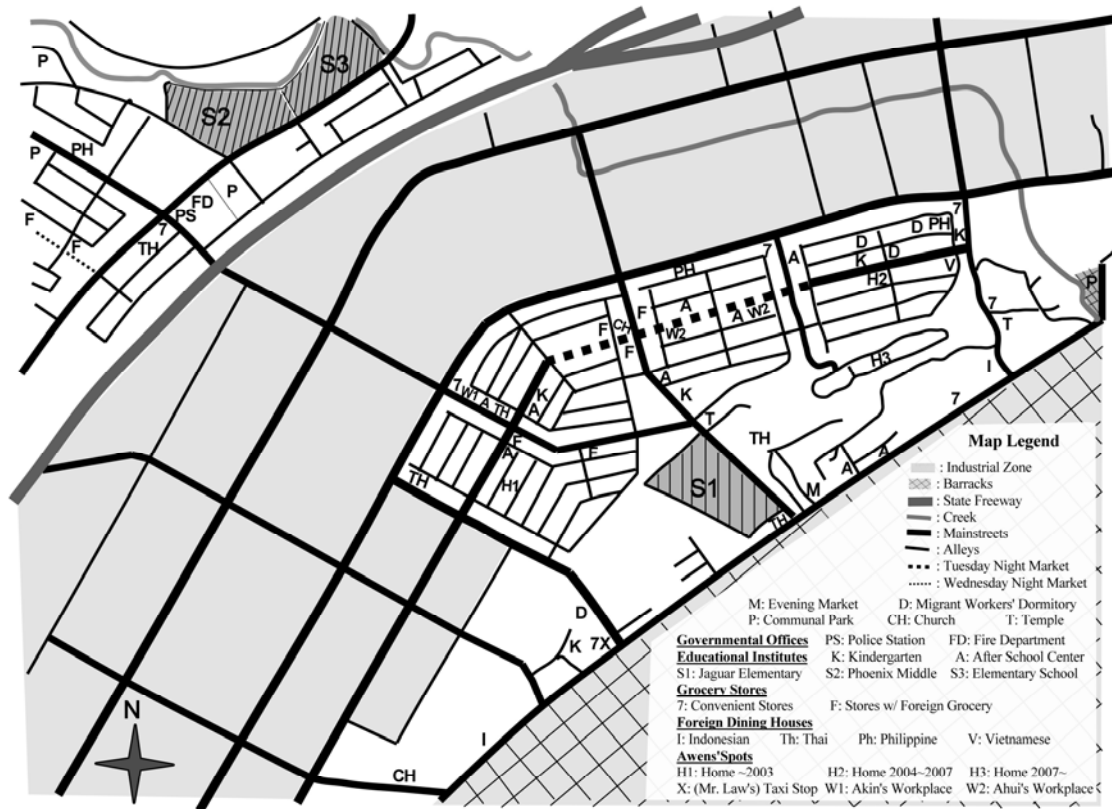 S3
P
S2
PH
P
P
FD
PS
F
7
F
TH
7
PH
D
PH
D
K
A
K
D
7
PH
H2
V
F
A
CH
F
W2
A
W2
F
7
T
P
H3
I
A
7
W1
A
TH
K
A
K
T
7
F
A
F
TH
H1
TH
S1
A
A
M
TH
D
K
7X
I
CH
N
Map Legend
: Industrial Zone
: Barracks
: State Freeway
: Creek
: Mainstreets
: Alleys
: Tuesday Night Market
: Wednesday Night Market
M: Evening Market D: Migrant Workers' Dormitory
P: Communal Park CH: Church T: Temple
Governmental Offices PS: Police Station FD: Fire Department
Educational Institutes K: Kindergarten A: After School Center
S1: Jaguar Elementary S2: Phoenix Middle S3: Elementary School
Grocery Stores
7: Convenient Stores F: Stores w/ Foreign Grocery
Foreign Dining Houses
I: Indonesian Th: Thai Ph: Philippine V: Vietnamese
Awens'Spots
H1: Home ~2003 H2: Home 2004~2007 H3: Home 2007~
X: (Mr. Law's) Taxi Stop W1: Akin's Workplace W2: Ahui's Workplace